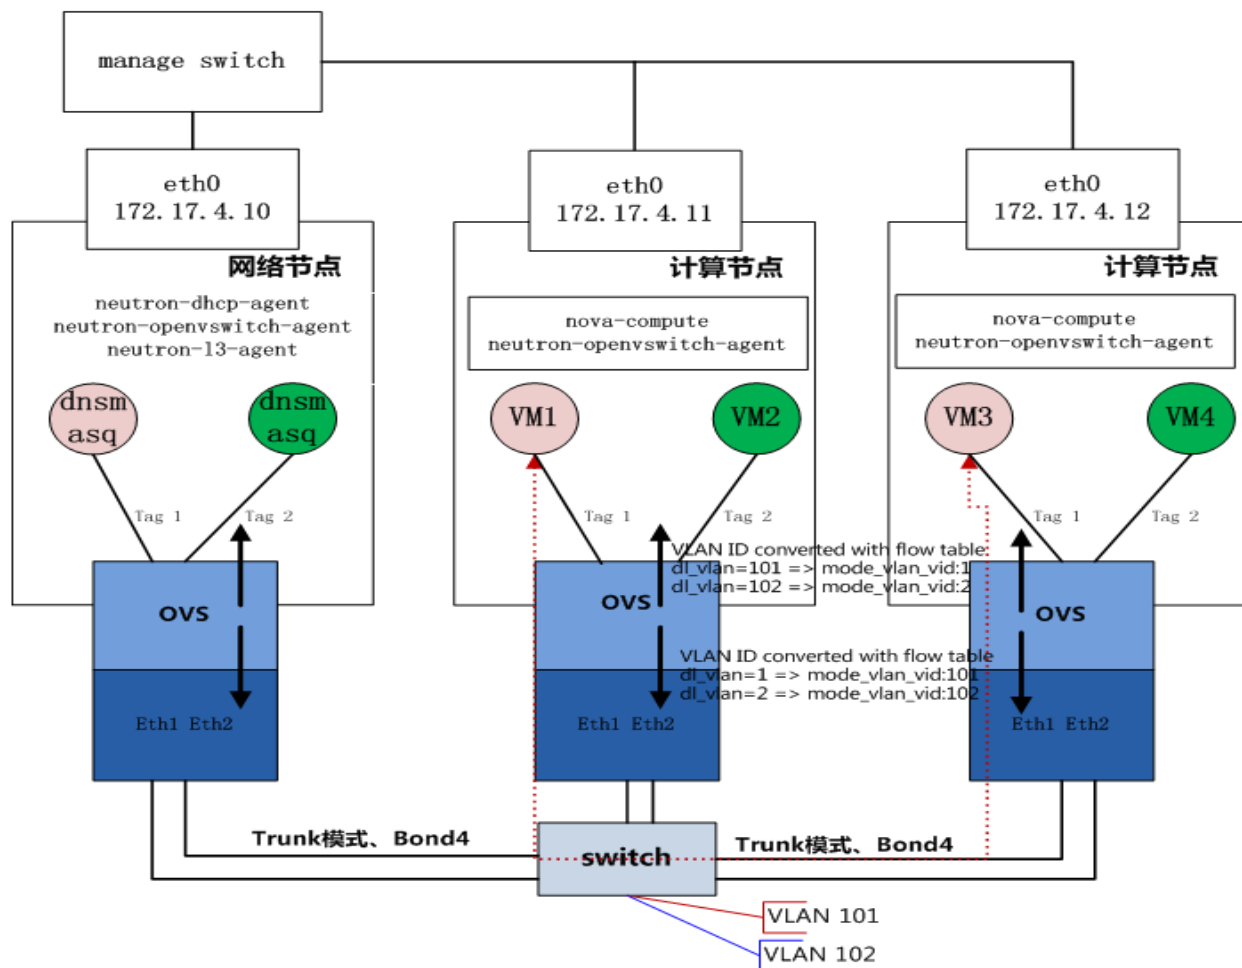 manage switch
eth0
172.17.4.10
eth0
172.17.4.11
eth0
172.17.4.12
网络节点
neutron-dhcp-agent
neutron-openvswitch-agent
neutron-l3-agent
dnsm
asq
dnsm
asq
Tag 1
Tag 2
OVS
Eth1 Eth2
计算节点
nova-compute
neutron-openvswitch-agent
VM1
VM2
Tag 1
Tag 2
VLAN ID converted with flow table
dl_vlan=101 => mode_vlan_vid:1
dl_vlan=102 => mode_vlan_vid:2
OVS
VLAN ID converted with flow table
dl_vlan=1 => mode_vlan_vid:101
dl_vlan=2 => mode_vlan_vid:102
Eth1 Eth2
计算节点
nova-compute
neutron-openvswitch-agent
VM3
VM4
Tag 1
Tag 2
OVS
Eth1 Eth2
Trunk模式、Bond4
switch
Trunk模式、Bond4
VLAN 101
VLAN 102